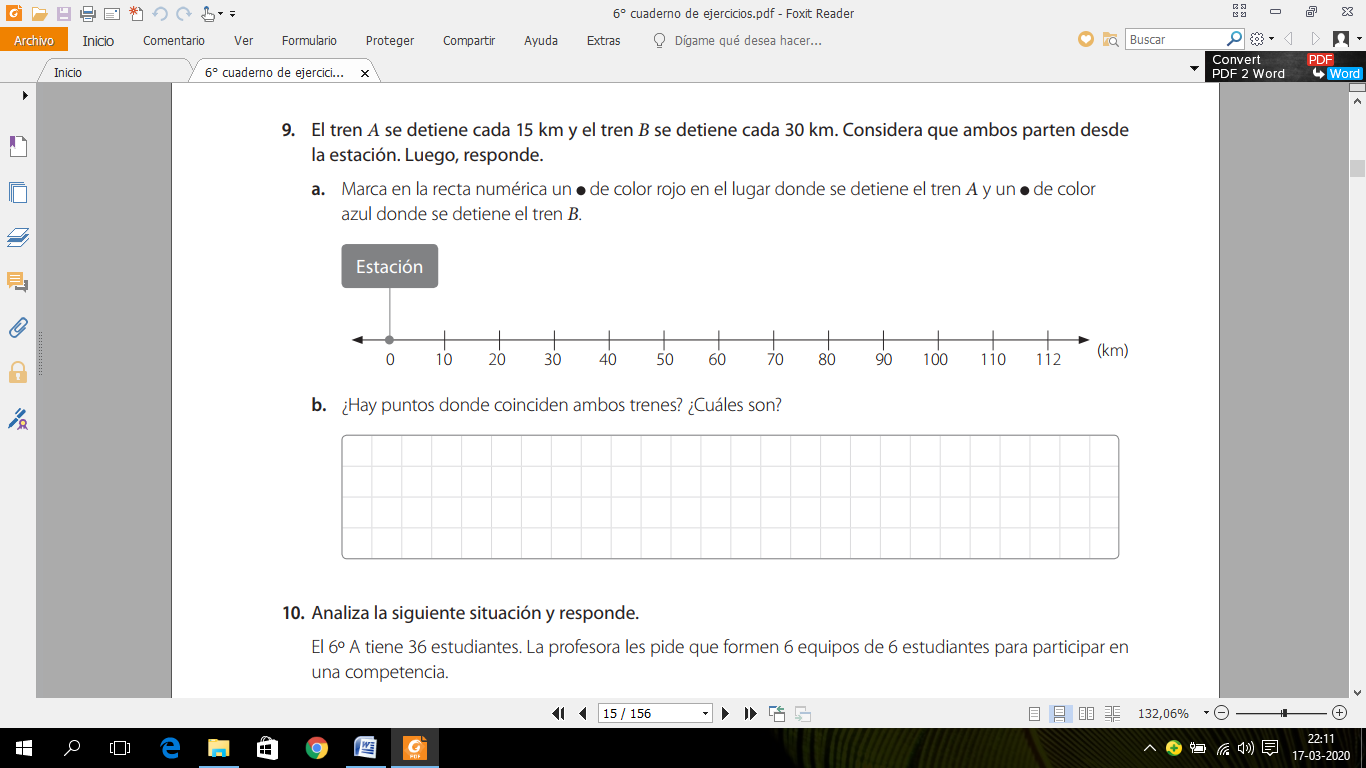 6° cuaderno de ejercicios.pdf - Foxit Reader
Archivo Inicio Comentario Ver Formulario Proteger Compartir Ayuda Extras Dígame qué desea hacer... Buscar
Inicio 6° cuaderno de ejercici... Convert PDF
PDF 2 Word Word
9. El tren A se detiene cada 15 km y el tren B se detiene cada 30 km. Considera que ambos parten desde
la estación. Luego, responde.
a. Marca en la recta numérica un ● de color rojo en el lugar donde se detiene el tren A y un ● de color
azul donde se detiene el tren B.
Estación
0 10 20 30 40 50 60 70 80 90 100 110 112 (km)
b. ¿Hay puntos donde coinciden ambos trenes? ¿Cuáles son?
10. Analiza la siguiente situación y responde.
El 6º A tiene 36 estudiantes. La profesora les pide que formen 6 equipos de 6 estudiantes para participar en
una competencia.
15 / 156 132,06%
22:11
17-03-2020